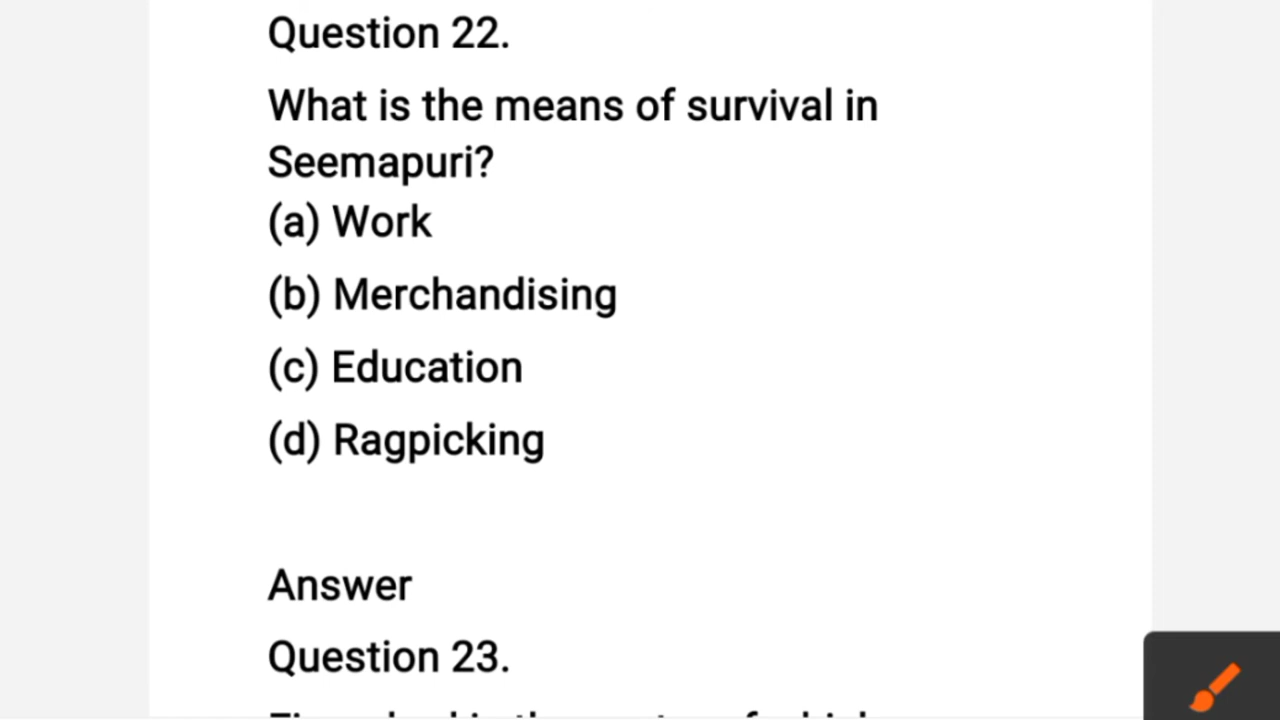 Question 22.
What is the means of survival in
Seemapuri?
(a) Work
(b) Merchandising
(c) Education
(d) Ragpicking
Answer
Question 23.